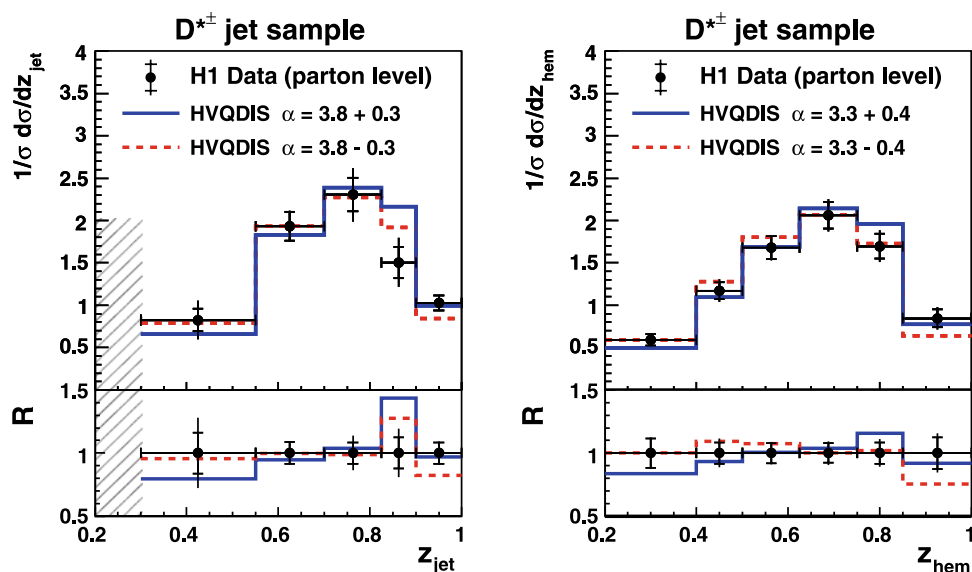 D*± jet sample
1/σ dσ/dz_jet
4
3.5
3
2.5
2
1.5
1
0.5
H1 Data (parton level)
HVQDIS α = 3.8 + 0.3
HVQDIS α = 3.8 - 0.3
R
1.5
1
0.5
0.2 0.4 0.6 0.8 1
z_jet
D*± jet sample
1/σ dσ/dz_hem
4
3.5
3
2.5
2
1.5
1
0.5
H1 Data (parton level)
HVQDIS α = 3.3 + 0.4
HVQDIS α = 3.3 - 0.4
R
1.5
1
0.5
0.2 0.4 0.6 0.8 1
z_hem